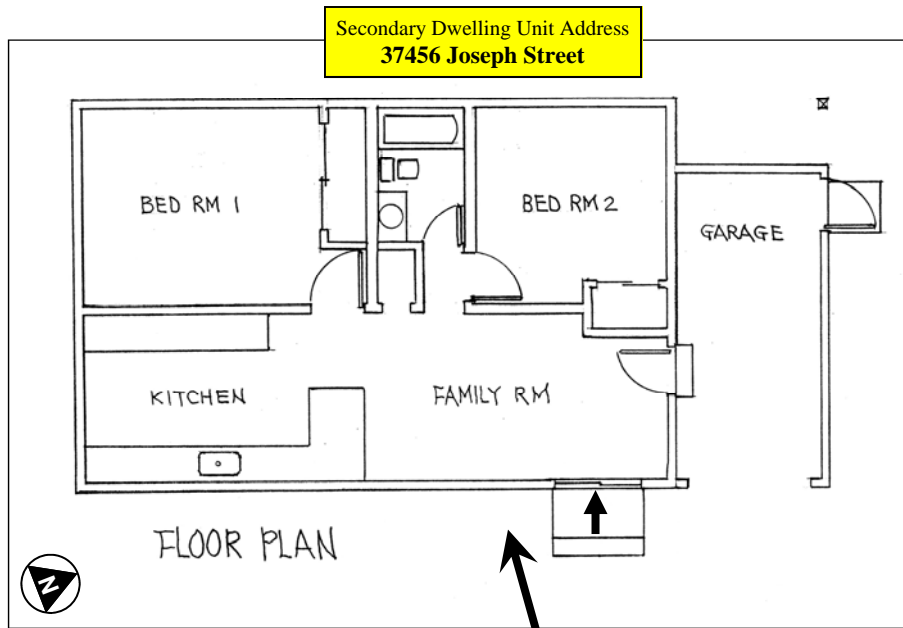 Secondary Dwelling Unit Address
37456 Joseph Street
BED RM 1
BED RM 2
GARAGE
KITCHEN
FAMILY RM
FLOOR PLAN
N